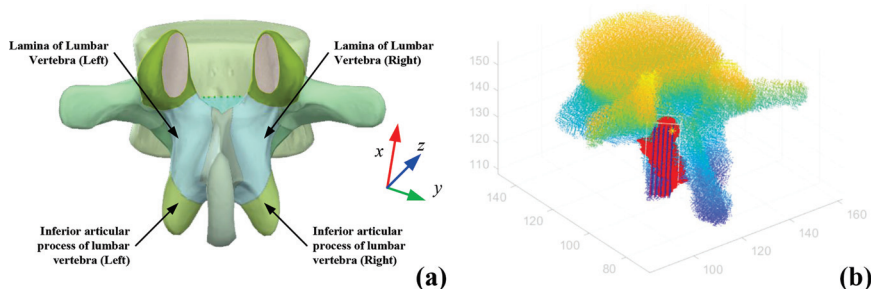 Lamina of Lumbar
Vertebra (Left)
Lamina of Lumbar
Vertebra (Right)
x
z
y
Inferior articular
process of lumbar
vertebra (Left)
Inferior articular
process of lumbar
vertebra (Right)
(a)
150
140
130
120
110
140
120
100
80
100
120
140
160
(b)